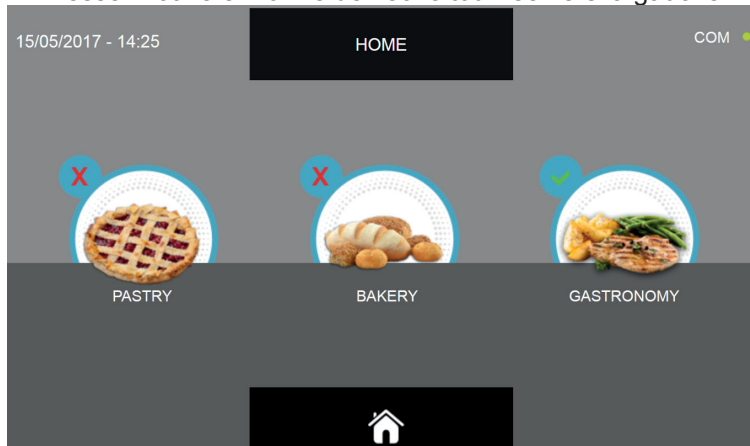 15/05/2017 - 14:25
HOME
COM
X
X
PASTRY
BAKERY
GASTRONOMY